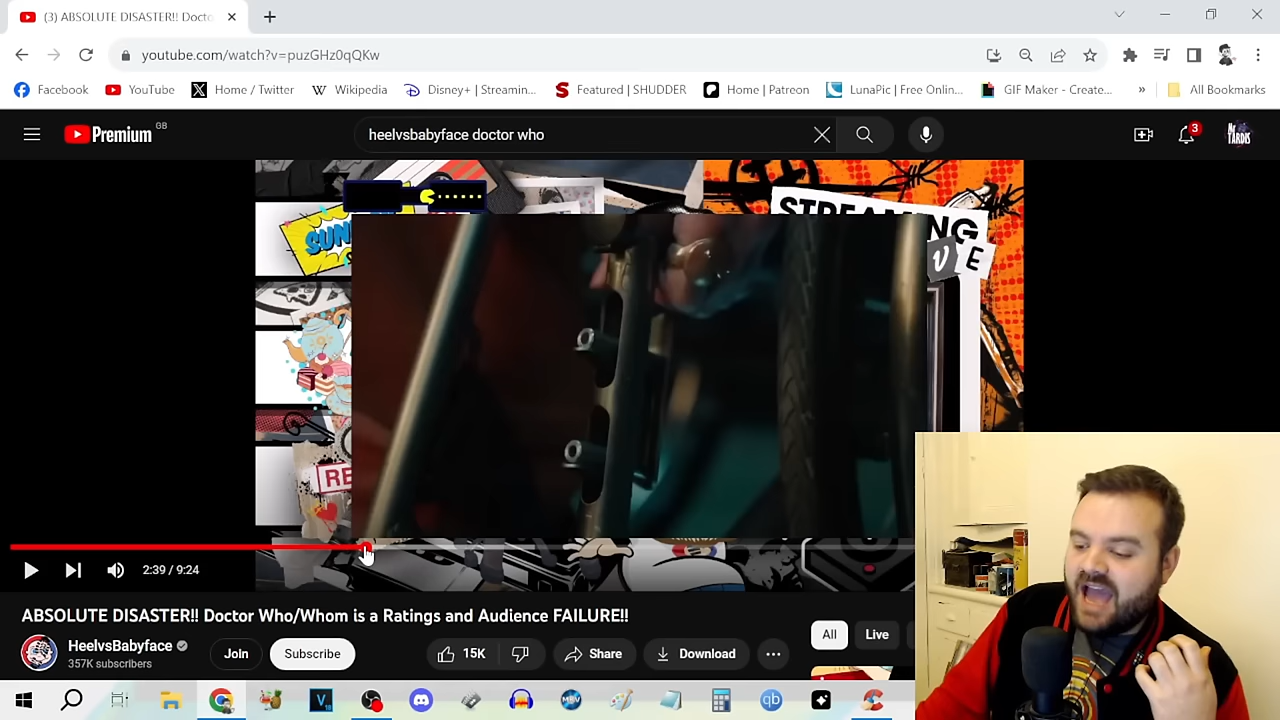 (3) ABSOLUTE DISASTER!! Docto
youtube.com/watch?v=puzGHz0qQKw
Facebook YouTube Home / Twitter Wikipedia Disney+ | Streamin... Featured | SHUDDER Home | Patreon LunaPic | Free Onlin... GIF Maker - Create... » All Bookmarks
Premium GB
heelvsbabyface doctor who
3
STREAMING
SUN
V E
RE
2:39 / 9:24
ABSOLUTE DISASTER!! Doctor Who/Whom is a Ratings and Audience FAILURE!!
HeelvsBabyface
357K subscribers
Join
Subscribe
15K
Share
Download
All
Live